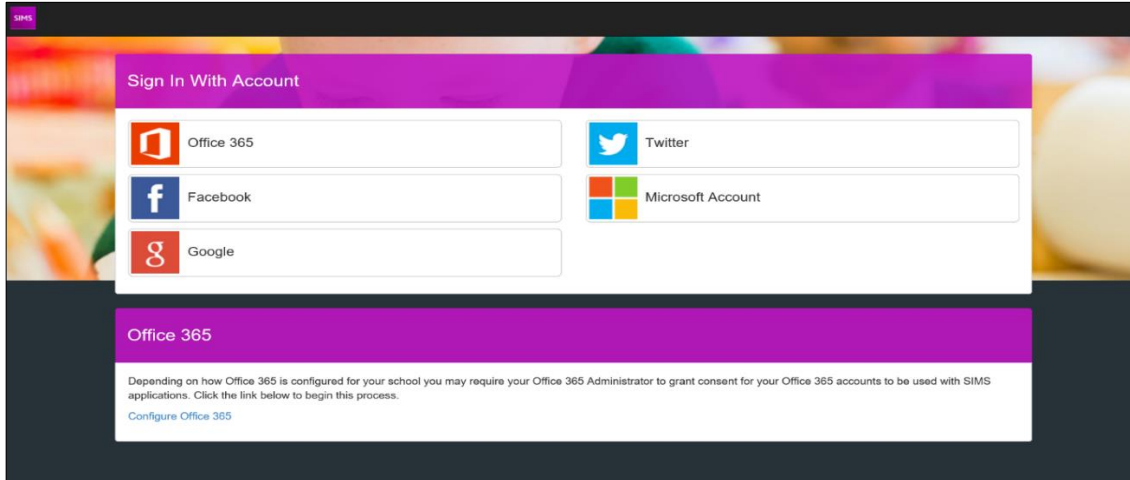 SIMS
Sign In With Account
Office 365
Twitter
Facebook
Microsoft Account
Google
Office 365
Depending on how Office 365 is configured for your school you may require your Office 365 Administrator to grant consent for your Office 365 accounts to be used with SIMS
applications. Click the link below to begin this process.
Configure Office 365